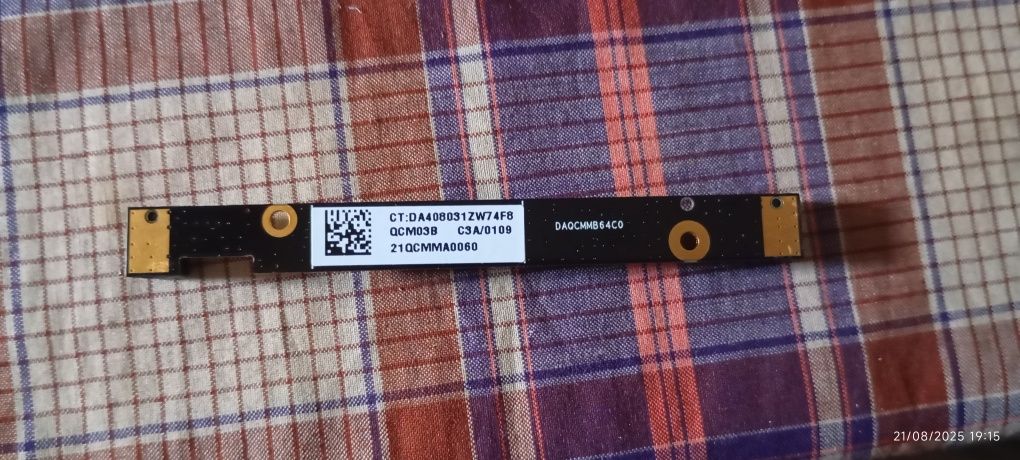 CT:DA408031ZW74F8
QCM03B C3A/0109
21QCMMA0060
DAQCMMB64C0
21/08/2025 19:15